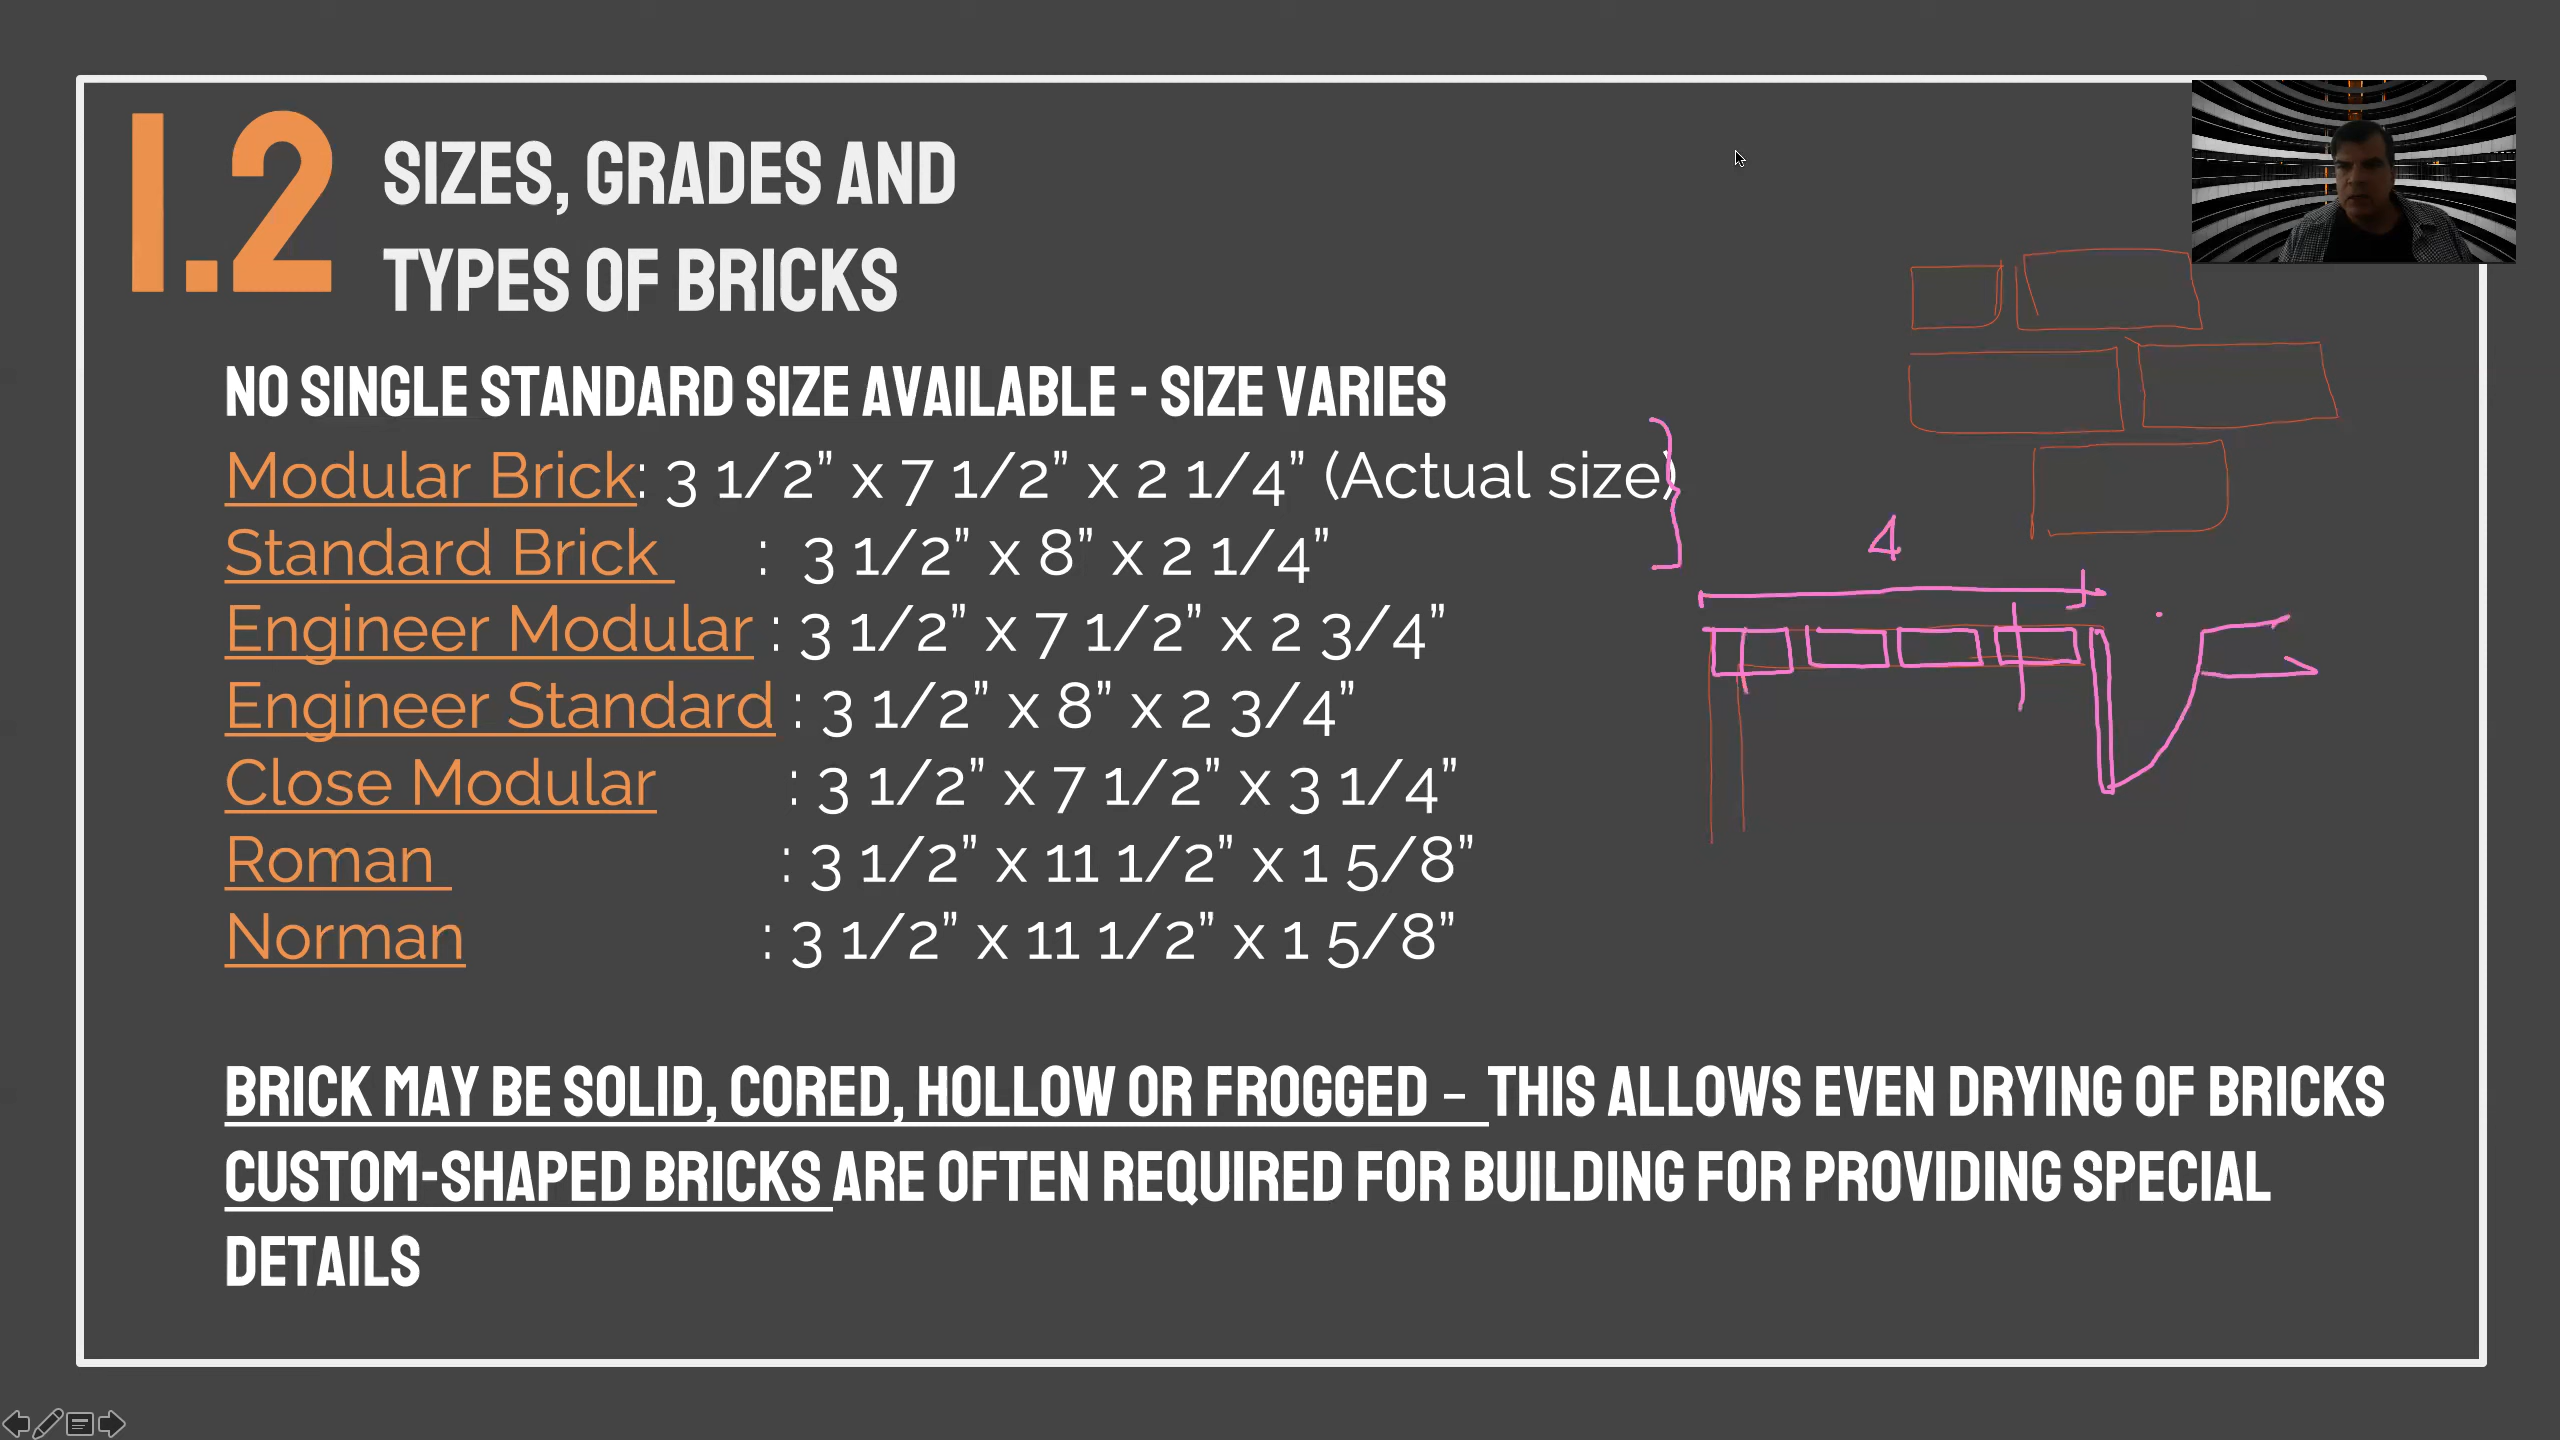 1.2
SIZES, GRADES AND
TYPES OF BRICKS
NO SINGLE STANDARD SIZE AVAILABLE - SIZE VARIES
Modular Brick: 3 1/2” x 7 1/2” x 2 1/4” (Actual size)
Standard Brick : 3 1/2” x 8” x 2 1/4”
Engineer Modular : 3 1/2” x 7 1/2” x 2 3/4”
Engineer Standard : 3 1/2” x 8” x 2 3/4”
Close Modular : 3 1/2” x 7 1/2” x 3 1/4”
Roman : 3 1/2” x 11 1/2” x 1 5/8”
Norman : 3 1/2” x 11 1/2” x 1 5/8”
4
BRICK MAY BE SOLID, CORED, HOLLOW OR FROGGED – THIS ALLOWS EVEN DRYING OF BRICKS
CUSTOM-SHAPED BRICKS ARE OFTEN REQUIRED FOR BUILDING FOR PROVIDING SPECIAL
DETAILS